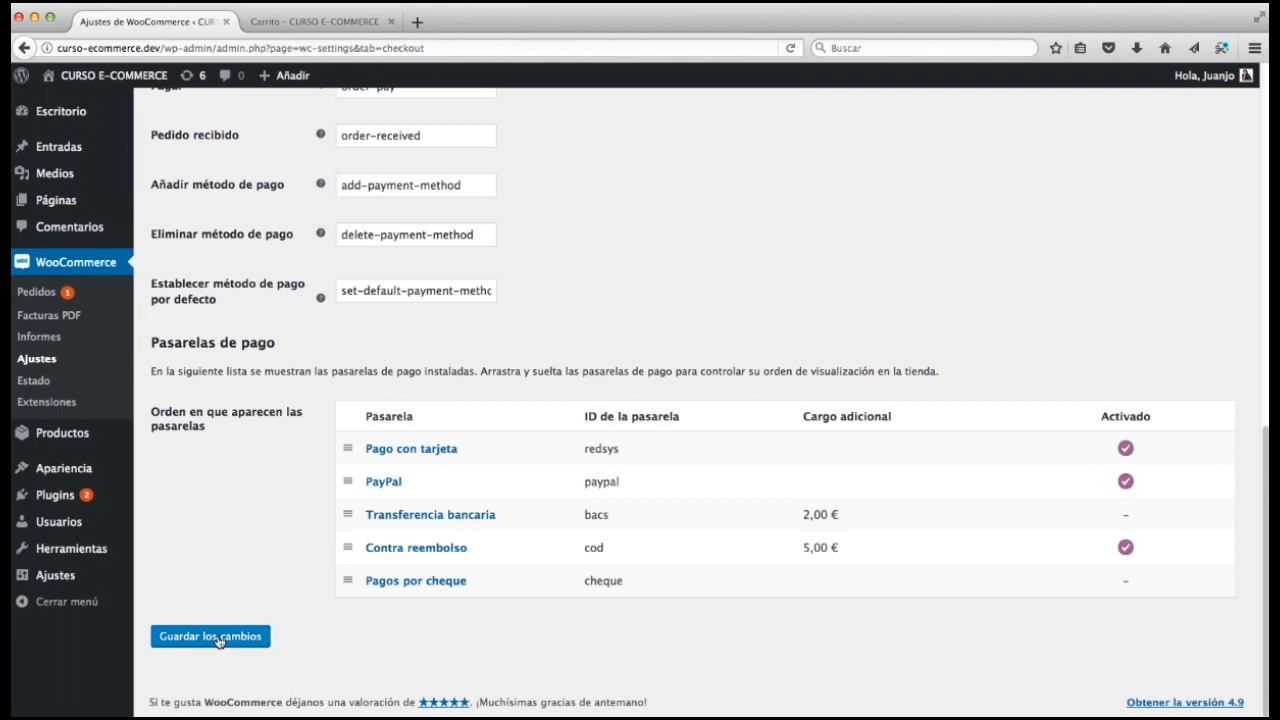 Ajustes de WooCommerce ‹ CUR
Carrito – CURSO E-COMMERCE
curso-ecommerce.dev/wp-admin/admin.php?page=wc-settings&tab=checkout
Buscar
CURSO E-COMMERCE 6 0 + Añadir
Hola, Juanjo
Escritorio
Entradas
Medios
Páginas
Comentarios
WooCommerce
Pedidos 1
Facturas PDF
Informes
Ajustes
Estado
Extensiones
Productos
Apariencia
Plugins 2
Usuarios
Herramientas
Ajustes
Cerrar menú
Pagar order-pay
Pedido recibido order-received
Añadir método de pago add-payment-method
Eliminar método de pago delete-payment-method
Establecer método de pago
por defecto set-default-payment-metho
Pasarelas de pago
En la siguiente lista se muestran las pasarelas de pago instaladas. Arrastra y suelta las pasarelas de pago para controlar su orden de visualización en la tienda.
Orden en que aparecen las
pasarelas
Pasarela ID de la pasarela Cargo adicional Activado
Pago con tarjeta redsys
PayPal paypal
Transferencia bancaria bacs 2,00 € –
Contra reembolso cod 5,00 €
Pagos por cheque cheque –
Guardar los cambios
Si te gusta WooCommerce déjanos una valoración de ★★★★★. ¡Muchísimas gracias de antemano!
Obtener la versión 4.9